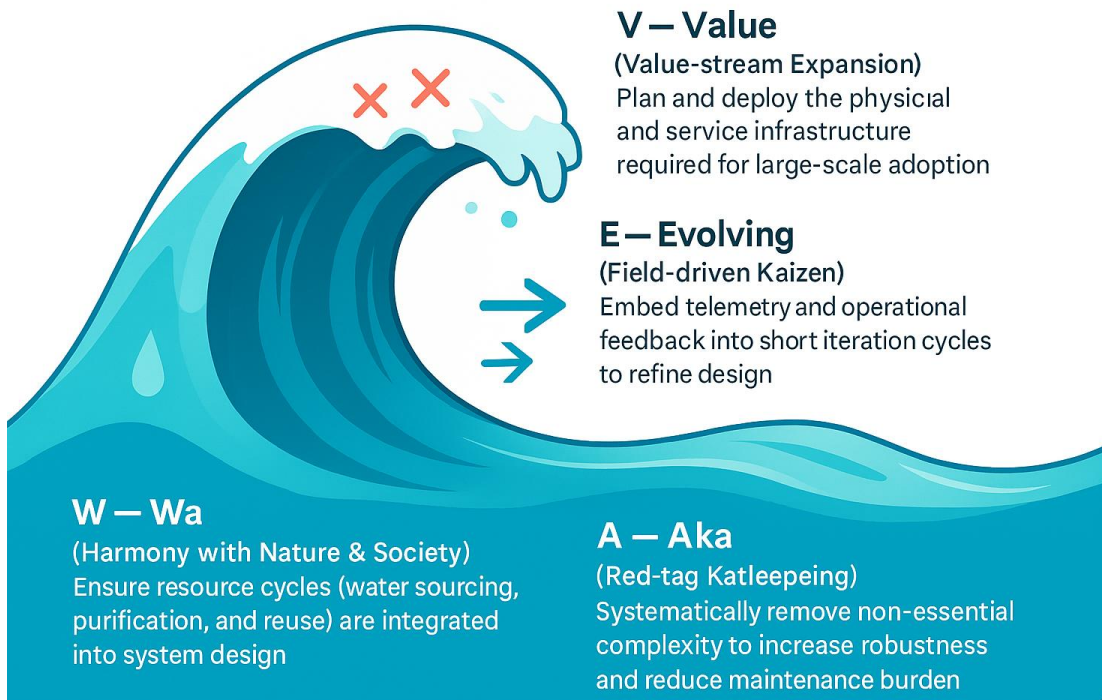 V — Value
(Value-stream Expansion)
Plan and deploy the physicial
and service infrastructure
required for large-scale adoption
E — Evolving
(Field-driven Kaizen)
Embed telemetry and operational
feedback into short iteration cycles
to refine design
W — Wa
(Harmony with Nature & Society)
Ensure resource cycles (water sourcing,
purification, and reuse) are integrated
into system design
A — Aka
(Red-tag Katleepeing)
Systematically remove non-essential
complexity to increase robustness
and reduce maintenance burden